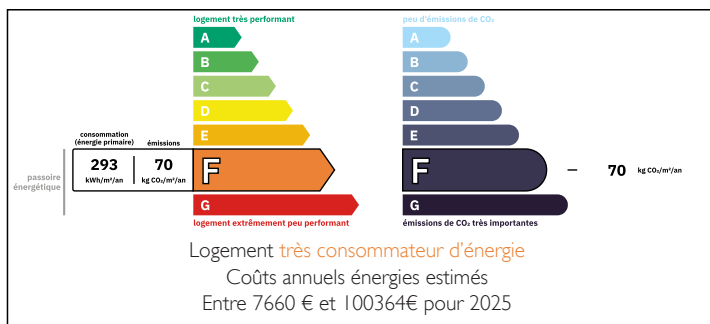 logement très performant
A
B
C
D
E
consommation
(énergie primaire)
émissions
293
kWh/m²/an
70
kg CO₂/m²/an
F
passoire
énergétique
G
logement extrêmement peu performant
peu d'émissions de CO₂
A
B
C
D
E
F
70 kg CO₂/m²/an
G
émissions de CO₂ très importantes
Logement très consommateur d'énergie
Coûts annuels énergies estimés
Entre 7660 € et 100364€ pour 2025